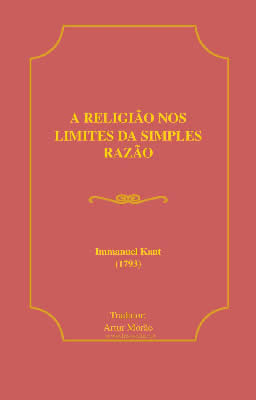 A RELIGIÃO NOS
LIMITES DA SIMPLES
RAZÃO
Immanuel Kant
(1793)
Tradutor:
Artur Morão